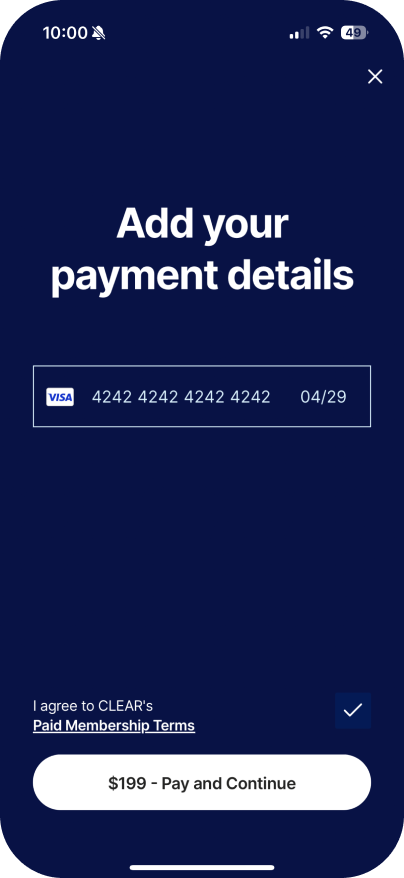 10:00
49
Add your
payment details
VISA 4242 4242 4242 4242 04/29
I agree to CLEAR's
Paid Membership Terms
$199 - Pay and Continue